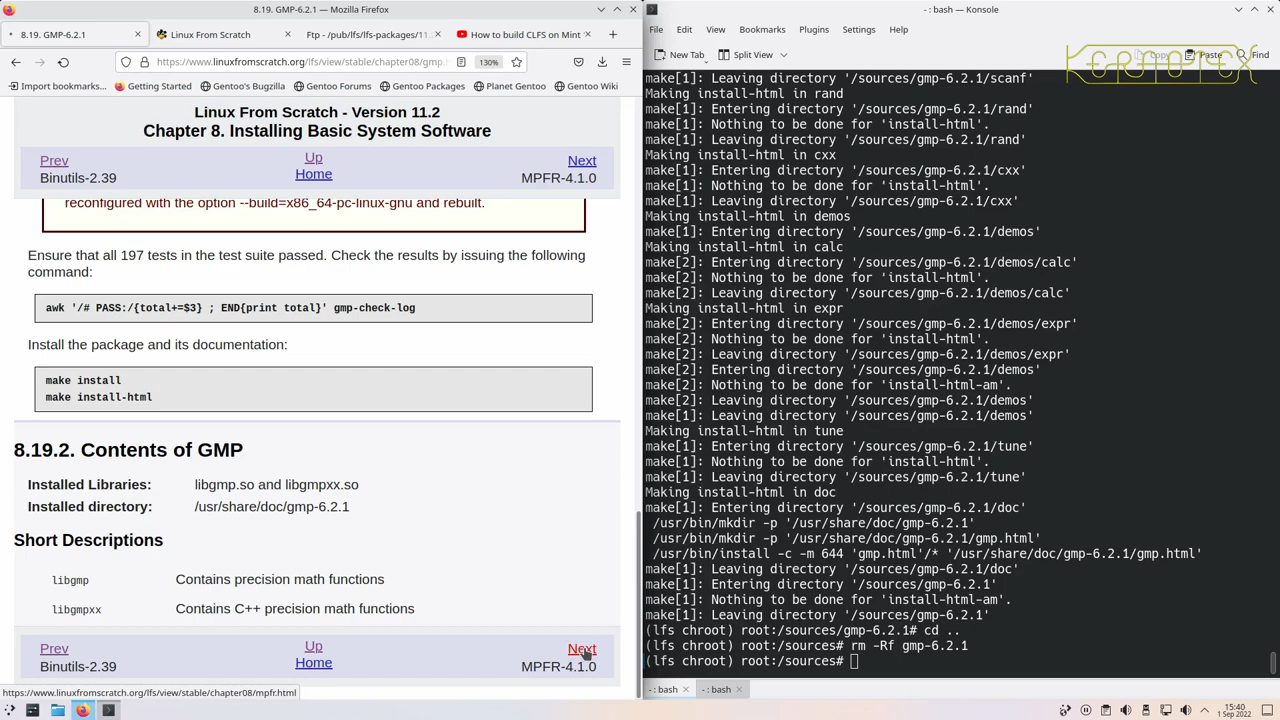 8.19. GMP-6.2.1 — Mozilla Firefox
8.19. GMP-6.2.1
Linux From Scratch
Ftp - /pub/lfs/lfs-packages/11.
How to build CLFS on Mint
https://www.linuxfromscratch.org/lfs/view/stable/chapter08/gmp.
Import bookmarks...
Getting Started
Gentoo's Bugzilla
Gentoo Forums
Gentoo Packages
Planet Gentoo
Gentoo Wiki
Linux From Scratch - Version 11.2
Chapter 8. Installing Basic System Software
Prev
Up
Next
Binutils-2.39
Home
MPFR-4.1.0
reconfigured with the option --build=x86_64-pc-linux-gnu and rebuilt.
Ensure that all 197 tests in the test suite passed. Check the results by issuing the following
command:
awk '/# PASS:/{total+=$3} ; END{print total}' gmp-check-log
Install the package and its documentation:
make install
make install-html
8.19.2. Contents of GMP
Installed Libraries: libgmp.so and libgmpxx.so
Installed directory: /usr/share/doc/gmp-6.2.1
Short Descriptions
libgmp Contains precision math functions
libgmpxx Contains C++ precision math functions
Prev
Up
Next
Binutils-2.39
Home
MPFR-4.1.0
https://www.linuxfromscratch.org/lfs/view/stable/chapter08/mpfr.html
- : bash — Konsole
File Edit View Bookmarks Plugins Settings Help
New Tab
Split View
Paste
Find
make[1]: Leaving directory '/sources/gmp-6.2.1/scanf'
Making install-html in rand
make[1]: Entering directory '/sources/gmp-6.2.1/rand'
make[1]: Nothing to be done for 'install-html'.
make[1]: Leaving directory '/sources/gmp-6.2.1/rand'
Making install-html in cxx
make[1]: Entering directory '/sources/gmp-6.2.1/cxx'
make[1]: Nothing to be done for 'install-html'.
make[1]: Leaving directory '/sources/gmp-6.2.1/cxx'
Making install-html in demos
make[1]: Entering directory '/sources/gmp-6.2.1/demos'
Making install-html in calc
make[2]: Entering directory '/sources/gmp-6.2.1/demos/calc'
make[2]: Nothing to be done for 'install-html'.
make[2]: Leaving directory '/sources/gmp-6.2.1/demos/calc'
Making install-html in expr
make[2]: Entering directory '/sources/gmp-6.2.1/demos/expr'
make[2]: Nothing to be done for 'install-html'.
make[2]: Leaving directory '/sources/gmp-6.2.1/demos/expr'
make[2]: Entering directory '/sources/gmp-6.2.1/demos'
make[2]: Nothing to be done for 'install-html-am'.
make[2]: Leaving directory '/sources/gmp-6.2.1/demos'
make[1]: Leaving directory '/sources/gmp-6.2.1/demos'
Making install-html in tune
make[1]: Entering directory '/sources/gmp-6.2.1/tune'
make[1]: Nothing to be done for 'install-html'.
make[1]: Leaving directory '/sources/gmp-6.2.1/tune'
Making install-html in doc
make[1]: Entering directory '/sources/gmp-6.2.1/doc'
/usr/bin/mkdir -p '/usr/share/doc/gmp-6.2.1'
/usr/bin/mkdir -p '/usr/share/doc/gmp-6.2.1/gmp.html'
/usr/bin/install -c -m 644 'gmp.html'/* '/usr/share/doc/gmp-6.2.1/gmp.html'
make[1]: Leaving directory '/sources/gmp-6.2.1/doc'
make[1]: Entering directory '/sources/gmp-6.2.1'
make[1]: Nothing to be done for 'install-html-am'.
make[1]: Leaving directory '/sources/gmp-6.2.1'
(lfs chroot) root:/sources/gmp-6.2.1# cd ..
(lfs chroot) root:/sources# rm -Rf gmp-6.2.1
(lfs chroot) root:/sources#
- : bash
- : bash
15:40
1 Sep 2022